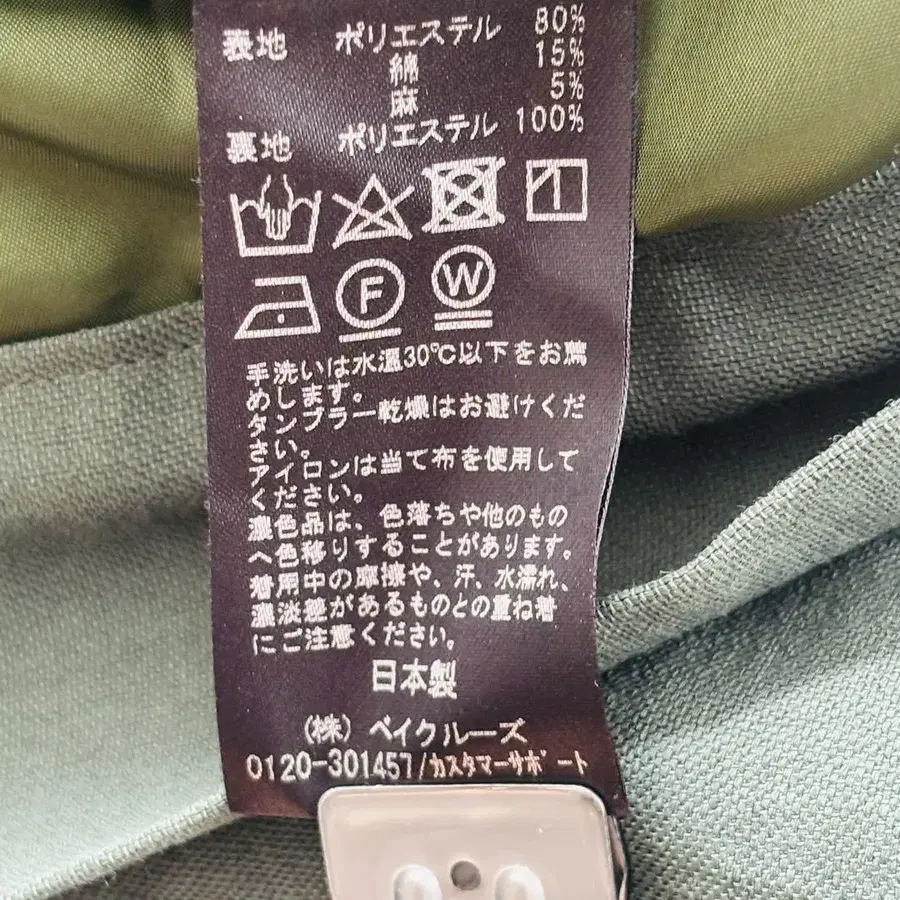 表地 ポリエステル 80%
綿 15%
麻 5%
裏地 ポリエステル 100%
F W
手洗いは水温30℃以下をお薦
めします。
タンブラー乾燥はお避けくだ
さい。
アイロンは当て布を使用して
ください。
濃色品は、色落ちや他のもの
へ色移りすることがあります。
着用中の摩擦や、汗、水濡れ、
濃淡差があるものとの重ね着
にご注意ください。
日本製
(株) ベイクルーズ
0120-301457/カスタマーサポート